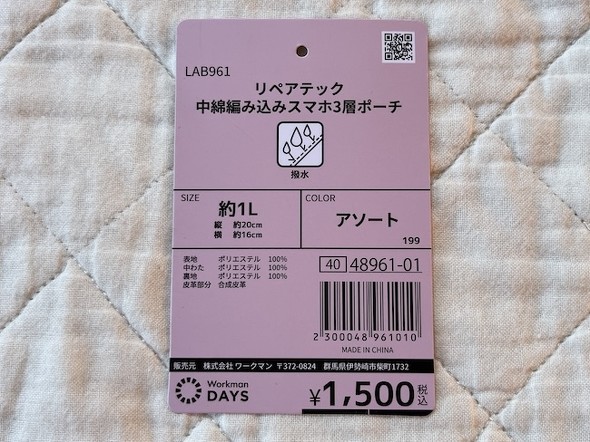 LAB961
リペアテック
中綿編み込みスマホ3層ポーチ
撥水
SIZE
約1L
縦 約20cm
横 約16cm
COLOR
アソート
199
表地 ポリエステル 100%
中わた ポリエステル 100%
裏地 ポリエステル 100%
皮革部分 合成皮革
40 48961-01
2 300048 961010
MADE IN CHINA
販売元 株式会社 ワークマン 〒372-0824 群馬県伊勢崎市柴町1732
Workman
DAYS
¥1,500税込